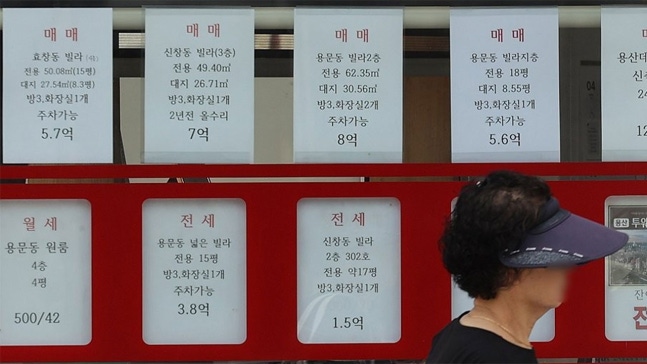 매 매
효창동 빌라
전용 50.08㎡(15평)
대지 27.54㎡(8.3평)
방3,화장실1개
주차가능
5.7억
매 매
신창동 빌라(3층)
전용 49.40㎡
대지 26.71㎡
방3,화장실1개
2년전 올수리
7억
매 매
용문동 빌라2층
전용 62.35㎡
대지 30.56㎡
방3,화장실2개
주차가능
8억
매 매
용문동 빌라지층
전용 18평
대지 8.55평
방3,화장실1개
주차가능
5.6억
용산더
월 세
용문동 원룸
4층
4평
500/42
전 세
용문동 넓은 빌라
전용 15평
방3,화장실1개
주차가능
3.8억
전 세
신창동 빌라
2층 302호
전용 약17평
방3,화장실1개
1.5억
용산
전